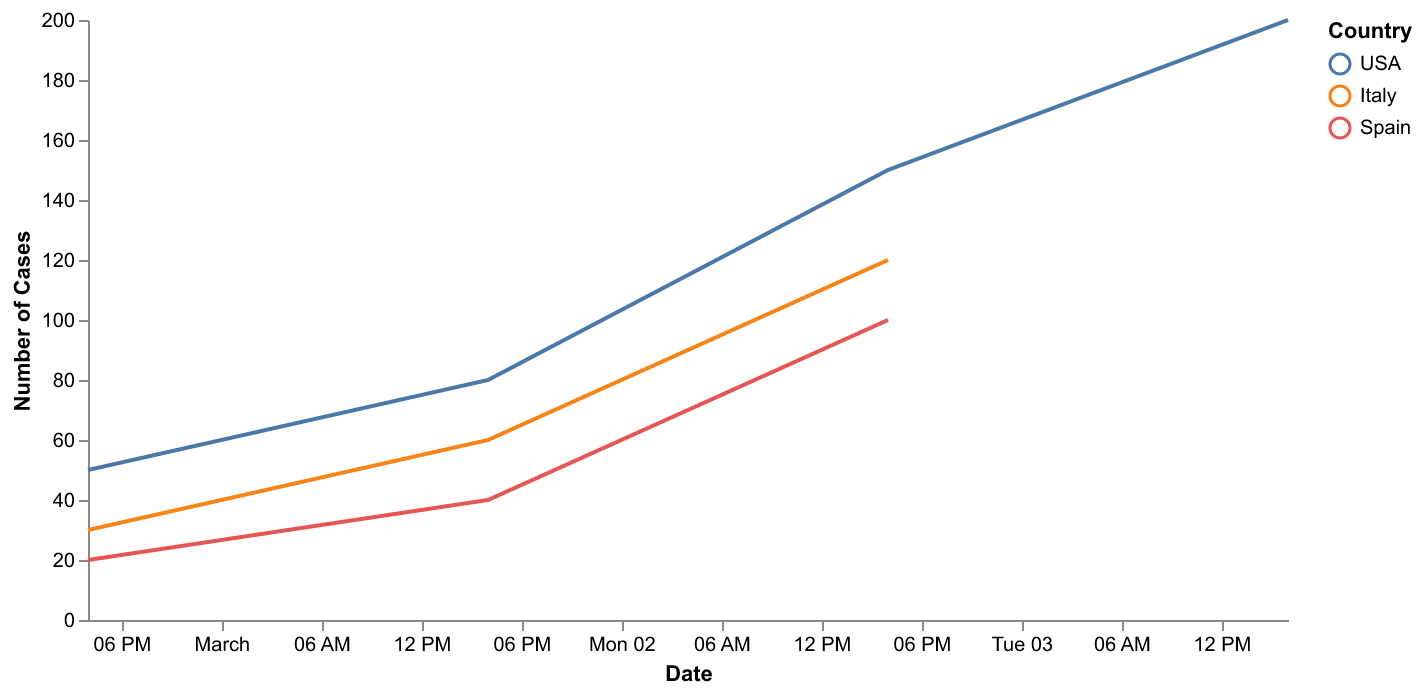 200
180
160
140
120
100
80
60
40
20
0
Number of Cases
06 PM March 06 AM 12 PM 06 PM Mon 02 06 AM 12 PM 06 PM Tue 03 06 AM 12 PM
Date
Country
USA
Italy
Spain